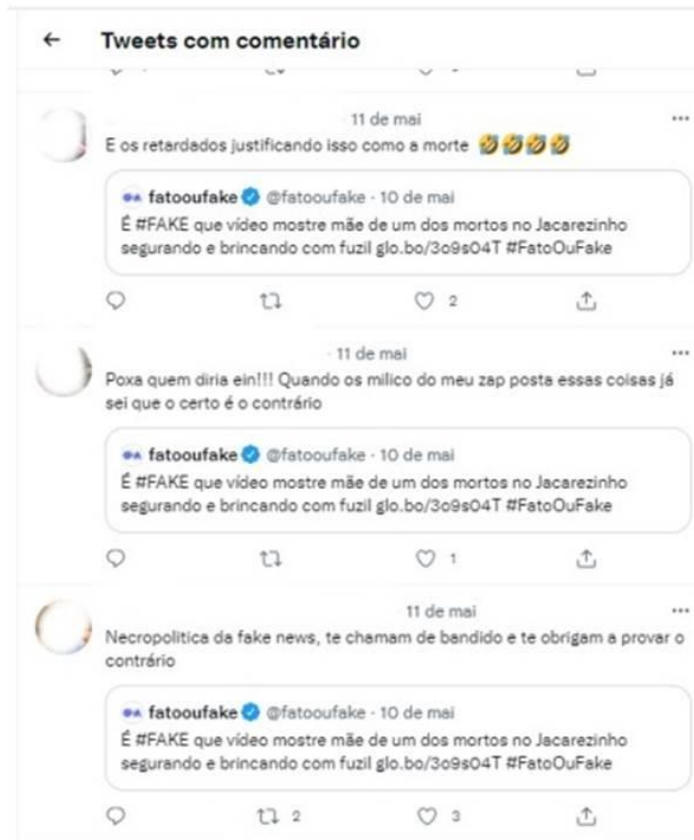 Tweets com comentário
11 de mai
E os retardados justificando isso como a morte 🤣🤣🤣🤣
fatooufake @fatooufake · 10 de mai
É #FAKE que vídeo mostre mãe de um dos mortos no Jacarezinho
segurando e brincando com fuzil glo.bo/3o9s04T #FatoOuFake
2
· 11 de mai
Poxa quem diria ein!!! Quando os milico do meu zap posta essas coisas já
sei que o certo é o contrário
fatooufake @fatooufake · 10 de mai
É #FAKE que vídeo mostre mãe de um dos mortos no Jacarezinho
segurando e brincando com fuzil glo.bo/3o9s04T #FatoOuFake
1
11 de mai
Necropolitica da fake news, te chamam de bandido e te obrigam a provar o
contrário
fatooufake @fatooufake · 10 de mai
É #FAKE que vídeo mostre mãe de um dos mortos no Jacarezinho
segurando e brincando com fuzil glo.bo/3o9s04T #FatoOuFake
2 3